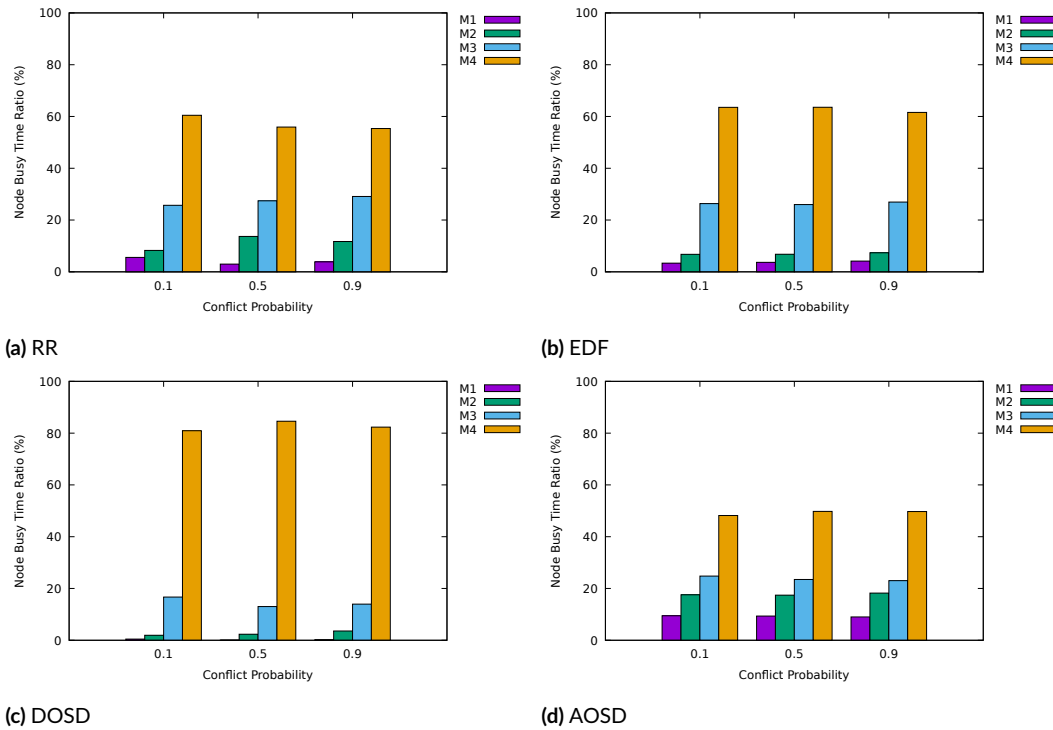 100
80
60
40
20
0
Node Busy Time Ratio (%)
0.1 0.5 0.9
Conflict Probability
M1
M2
M3
M4
(a) RR
100
80
60
40
20
0
Node Busy Time Ratio (%)
0.1 0.5 0.9
Conflict Probability
M1
M2
M3
M4
(b) EDF
100
80
60
40
20
0
Node Busy Time Ratio (%)
0.1 0.5 0.9
Conflict Probability
M1
M2
M3
M4
(c) DOSD
100
80
60
40
20
0
Node Busy Time Ratio (%)
0.1 0.5 0.9
Conflict Probability
M1
M2
M3
M4
(d) AOSD